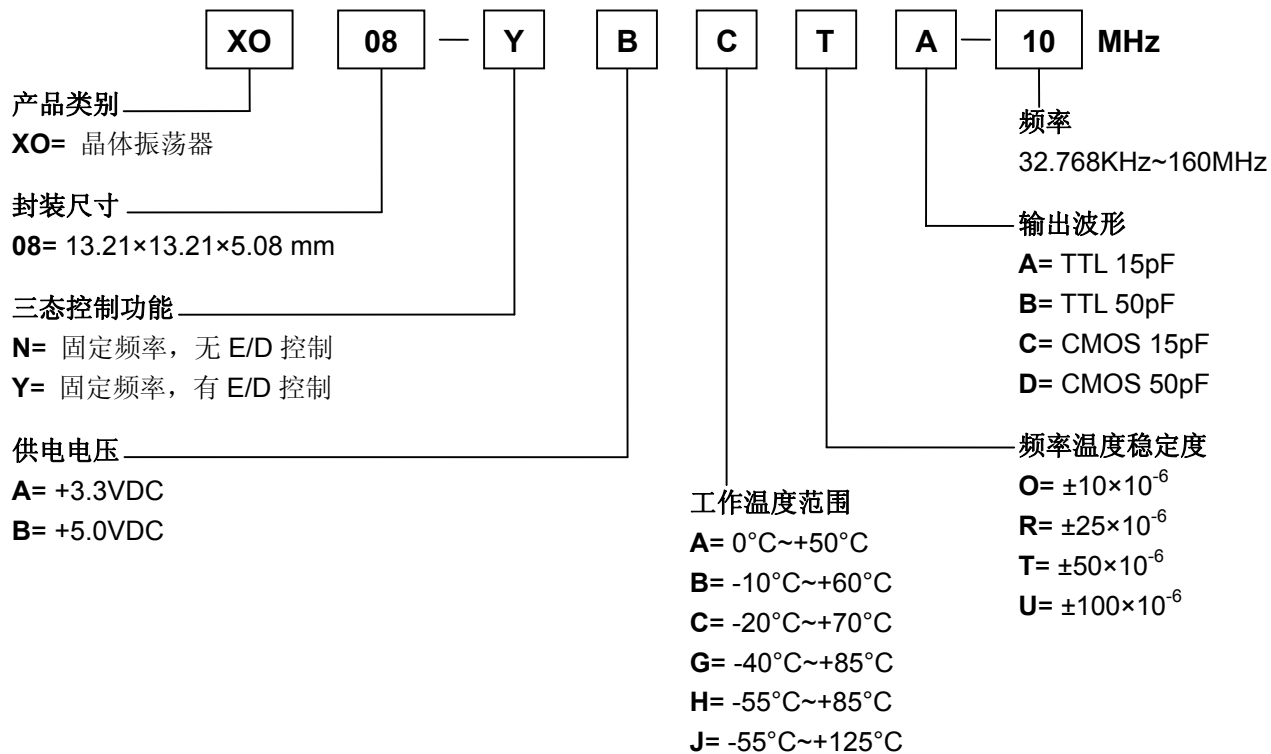 XO 08 — Y B C T A — 10 MHz
产品类别
XO= 晶体振荡器
封装尺寸
08= 13.21×13.21×5.08 mm
三态控制功能
N= 固定频率，无 E/D 控制
Y= 固定频率，有 E/D 控制
供电电压
A= +3.3VDC
B= +5.0VDC
工作温度范围
A= 0°C~+50°C
B= -10°C~+60°C
C= -20°C~+70°C
G= -40°C~+85°C
H= -55°C~+85°C
J= -55°C~+125°C
频率
32.768KHz~160MHz
输出波形
A= TTL 15pF
B= TTL 50pF
C= CMOS 15pF
D= CMOS 50pF
频率温度稳定度
O= ±10×10⁻⁶
R= ±25×10⁻⁶
T= ±50×10⁻⁶
U= ±100×10⁻⁶